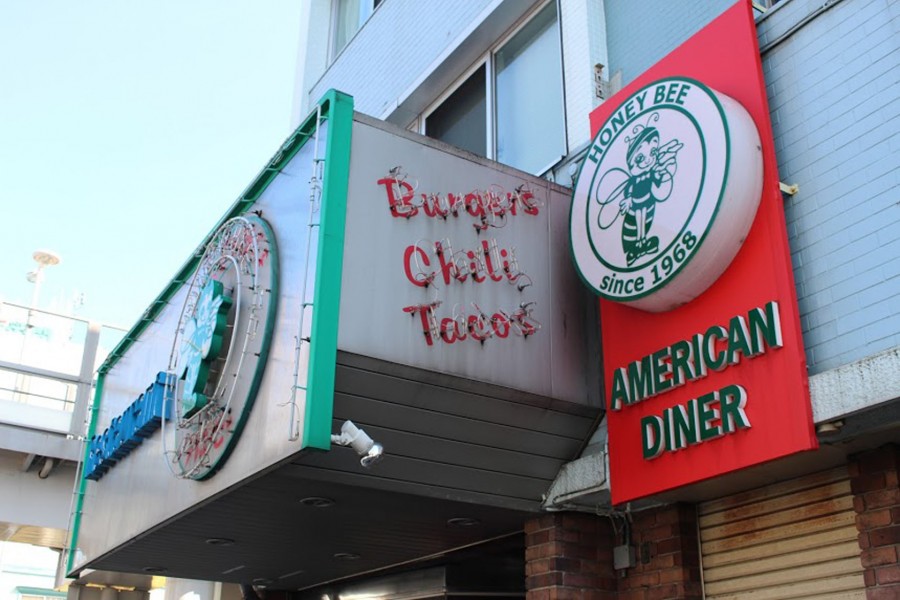 Burgers
Chili
Tacos
HONEY BEE
since 1968
AMERICAN
DINER